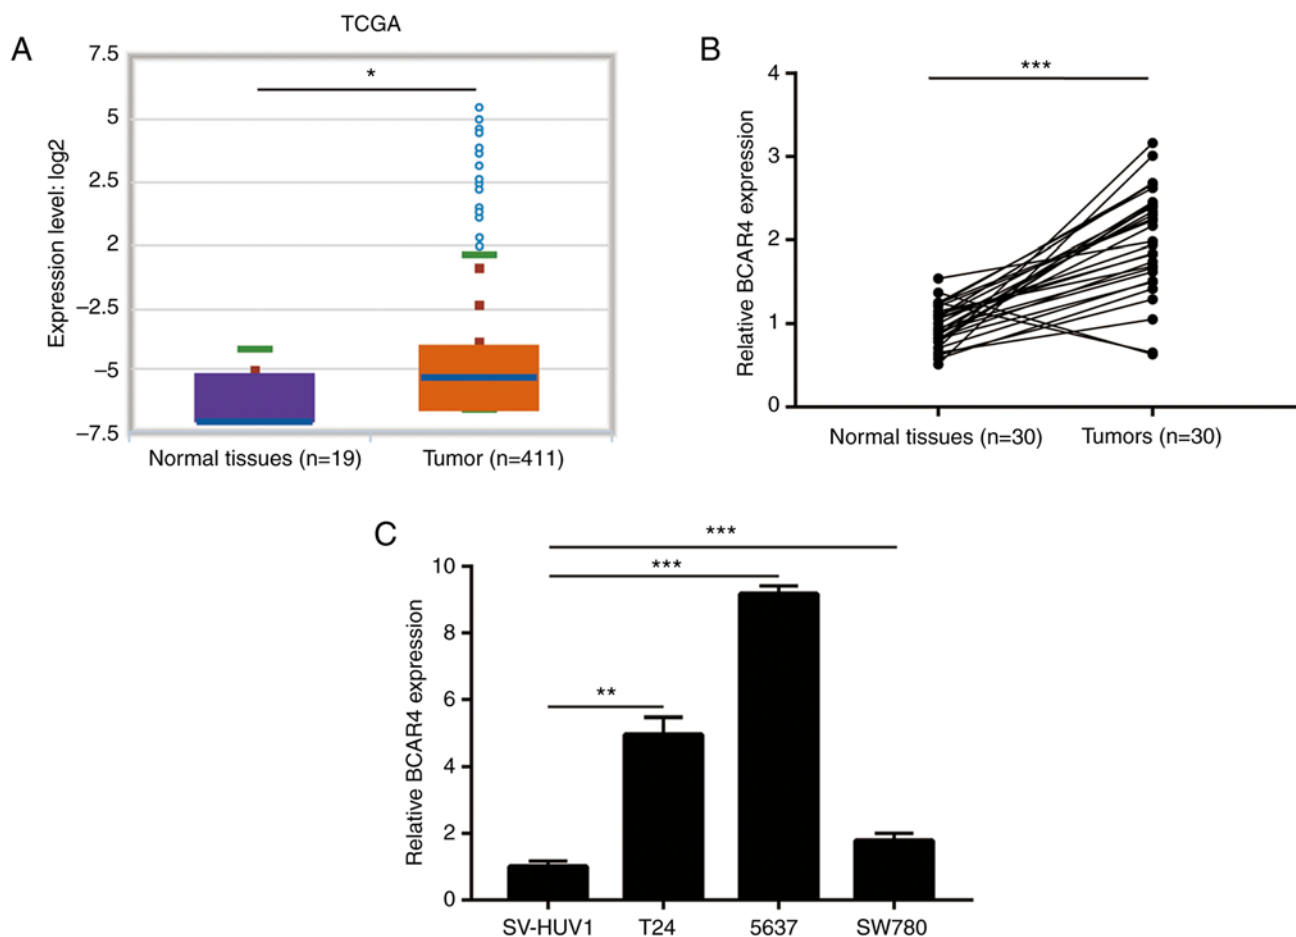 A
TCGA
Expression level: log2
7.5
5
2.5
2
−2.5
−5
−7.5
*
Normal tissues (n=19)
Tumor (n=411)
B
Relative BCAR4 expression
4
3
2
1
0
***
Normal tissues (n=30)
Tumors (n=30)
C
Relative BCAR4 expression
10
8
6
4
2
0
***
***
**
SV-HUV1
T24
5637
SW780